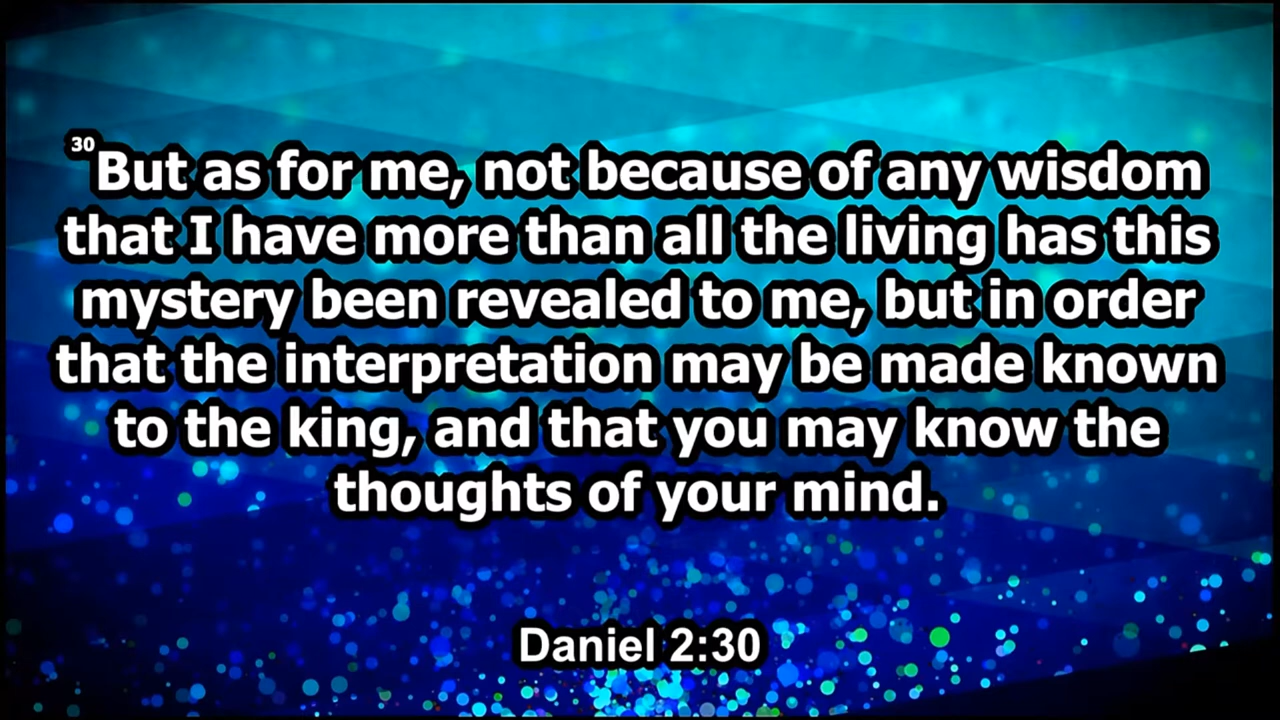 30But as for me, not because of any wisdom
that I have more than all the living has this
mystery been revealed to me, but in order
that the interpretation may be made known
to the king, and that you may know the
thoughts of your mind.
Daniel 2:30